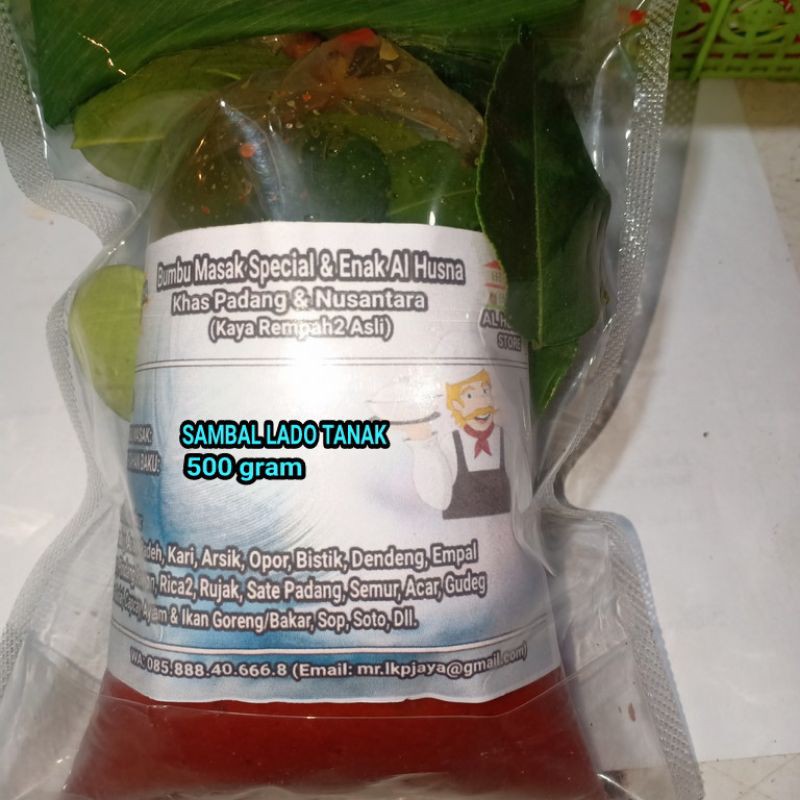 Bumbu Masak Special & Enak Al Husna
Khas Padang & Nusantara
(Kaya Rempah2 Asli)
STORE
SAMBAL LADO TANAK
500 gram
Kari, Arsik, Opor, Bistik, Dendeng, Empal
Rica2, Rujak, Sate Padang, Semur, Acar, Gudeg
Ayam & Ikan Goreng/Bakar, Sop, Soto, Dll.
WA: 085.888.40.666.8 (Email: mr.lkpjaya@gmail.com)